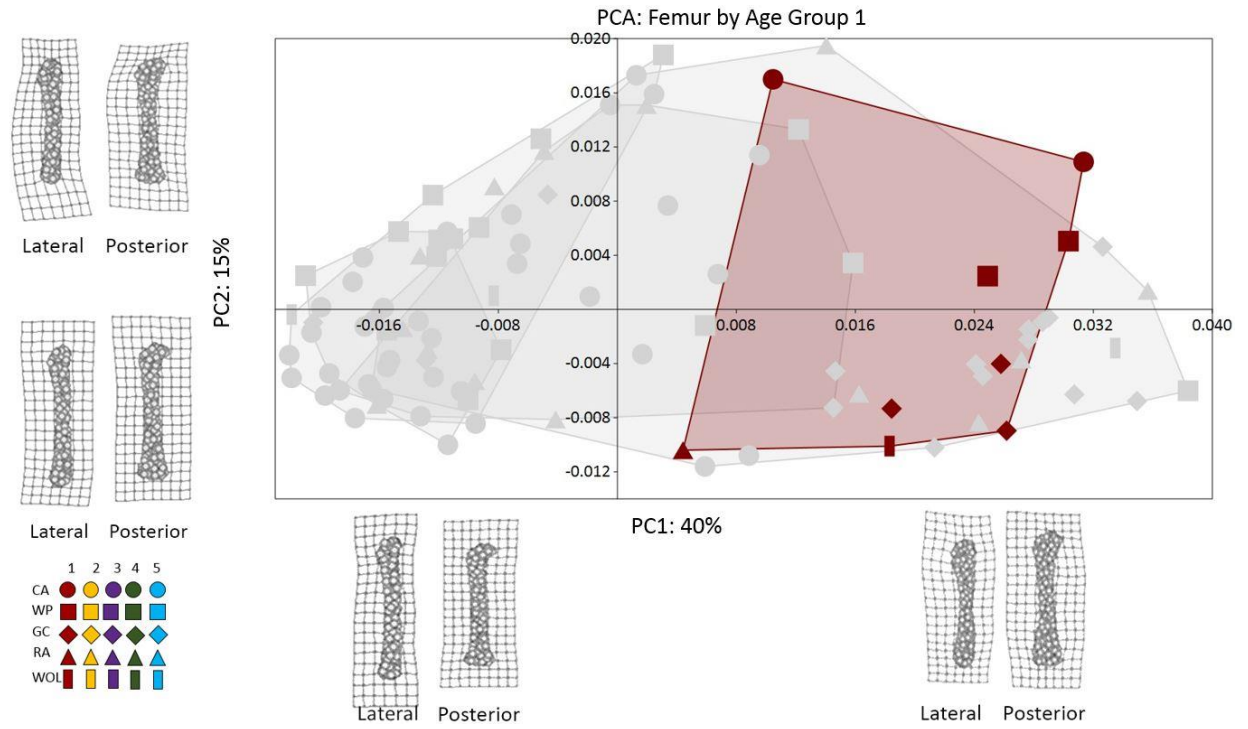 PCA: Femur by Age Group 1
0.020
0.016
0.012
0.008
0.004
-0.016 -0.008 0.008 0.016 0.024 0.032 0.040
-0.004
-0.008
-0.012
PC2: 15%
PC1: 40%
Lateral Posterior
Lateral Posterior
Lateral Posterior
Lateral Posterior
1 2 3 4 5
CA
WP
GC
RA
WOL